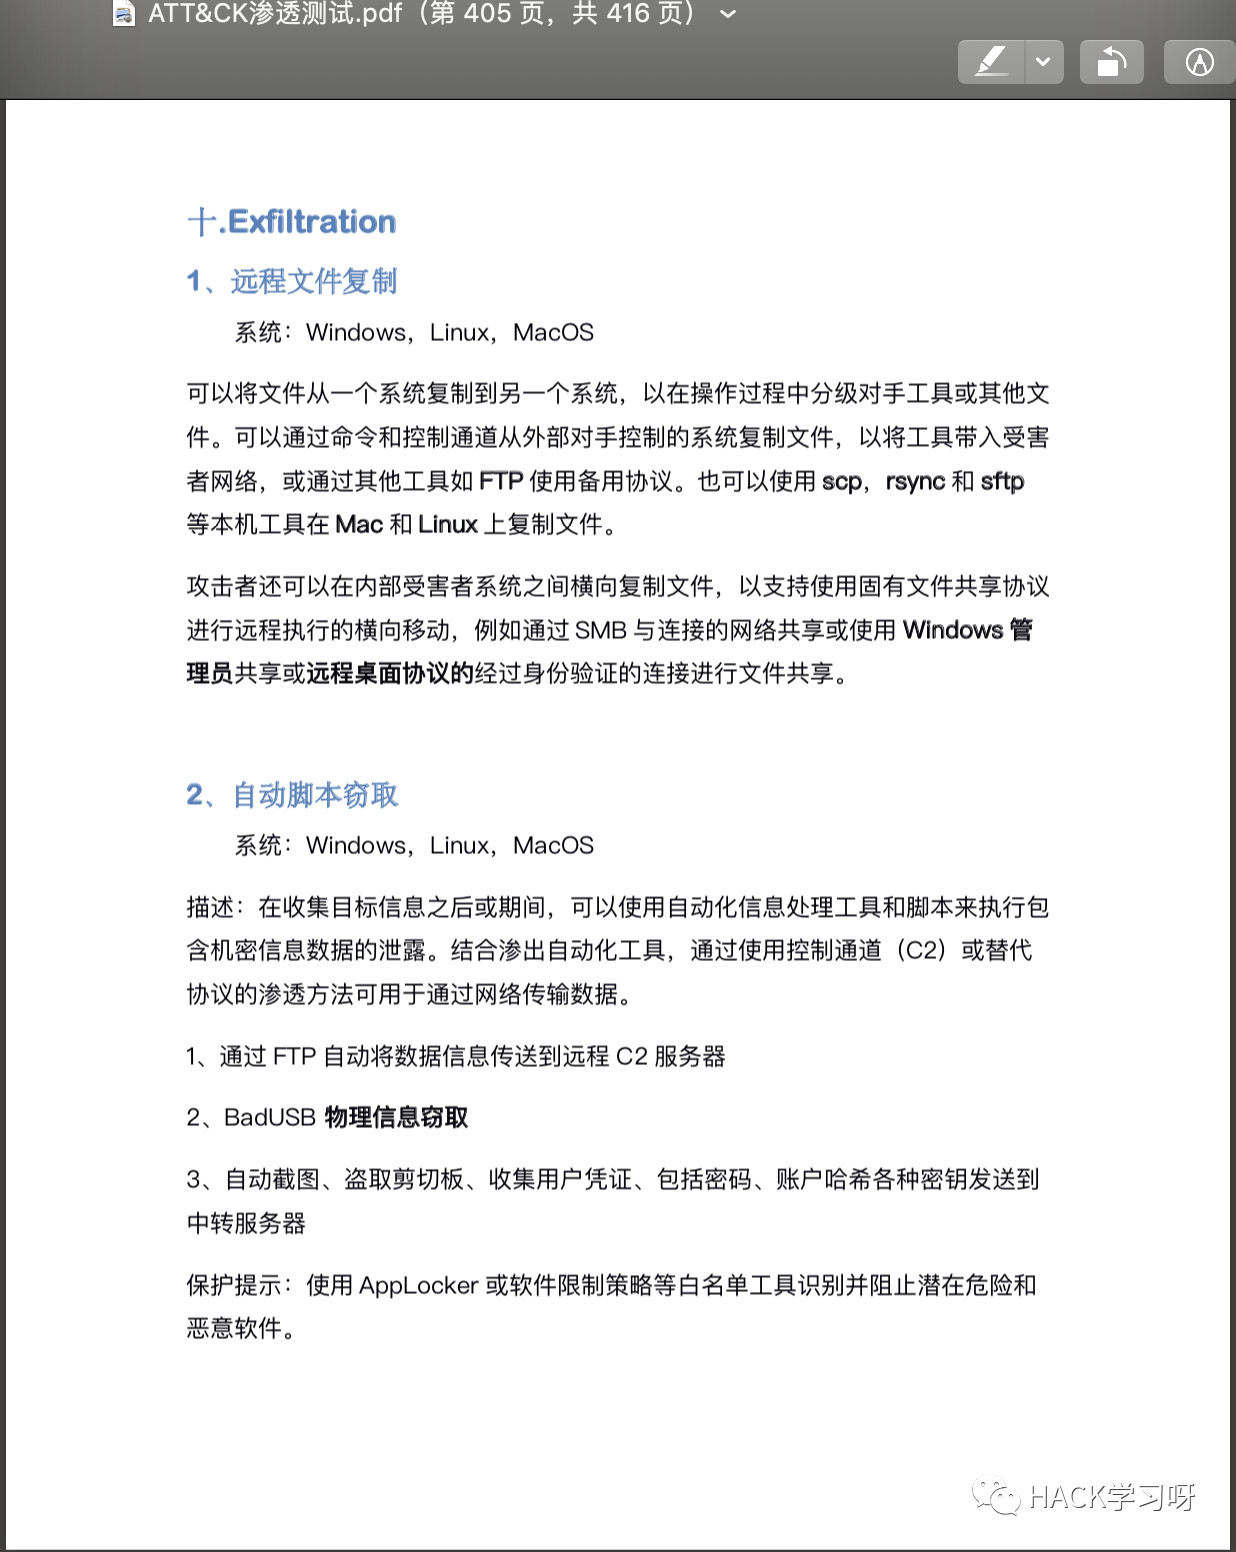 ATT&CK渗透测试.pdf（第 405 页，共 416 页）
十.Exfiltration
1、远程文件复制
系统：Windows，Linux，MacOS
可以将文件从一个系统复制到另一个系统，以在操作过程中分级对手工具或其他文
件。可以通过命令和控制通道从外部对手控制的系统复制文件，以将工具带入受害
者网络，或通过其他工具如 FTP 使用备用协议。也可以使用 scp，rsync 和 sftp
等本机工具在 Mac 和 Linux 上复制文件。
攻击者还可以在内部受害者系统之间横向复制文件，以支持使用固有文件共享协议
进行远程执行的横向移动，例如通过 SMB 与连接的网络共享或使用 Windows 管
理员共享或远程桌面协议的经过身份验证的连接进行文件共享。
2、自动脚本窃取
系统：Windows，Linux，MacOS
描述：在收集目标信息之后或期间，可以使用自动化信息处理工具和脚本来执行包
含机密信息数据的泄露。结合渗出自动化工具，通过使用控制通道（C2）或替代
协议的渗透方法可用于通过网络传输数据。
1、通过 FTP 自动将数据信息传送到远程 C2 服务器
2、BadUSB 物理信息窃取
3、自动截图、盗取剪切板、收集用户凭证、包括密码、账户哈希各种密钥发送到
中转服务器
保护提示：使用 AppLocker 或软件限制策略等白名单工具识别并阻止潜在危险和
恶意软件。
HACK学习呀